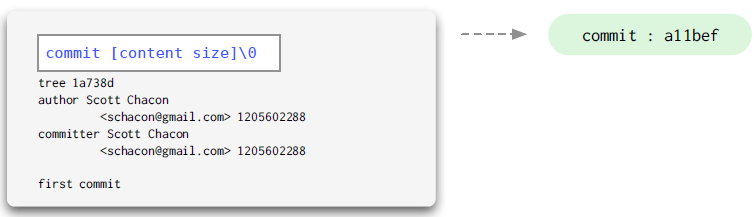 commit [content size]\0
tree 1a738d
author Scott Chacon
<schacon@gmail.com> 1205602288
committer Scott Chacon
<schacon@gmail.com> 1205602288
first commit
commit : a11bef